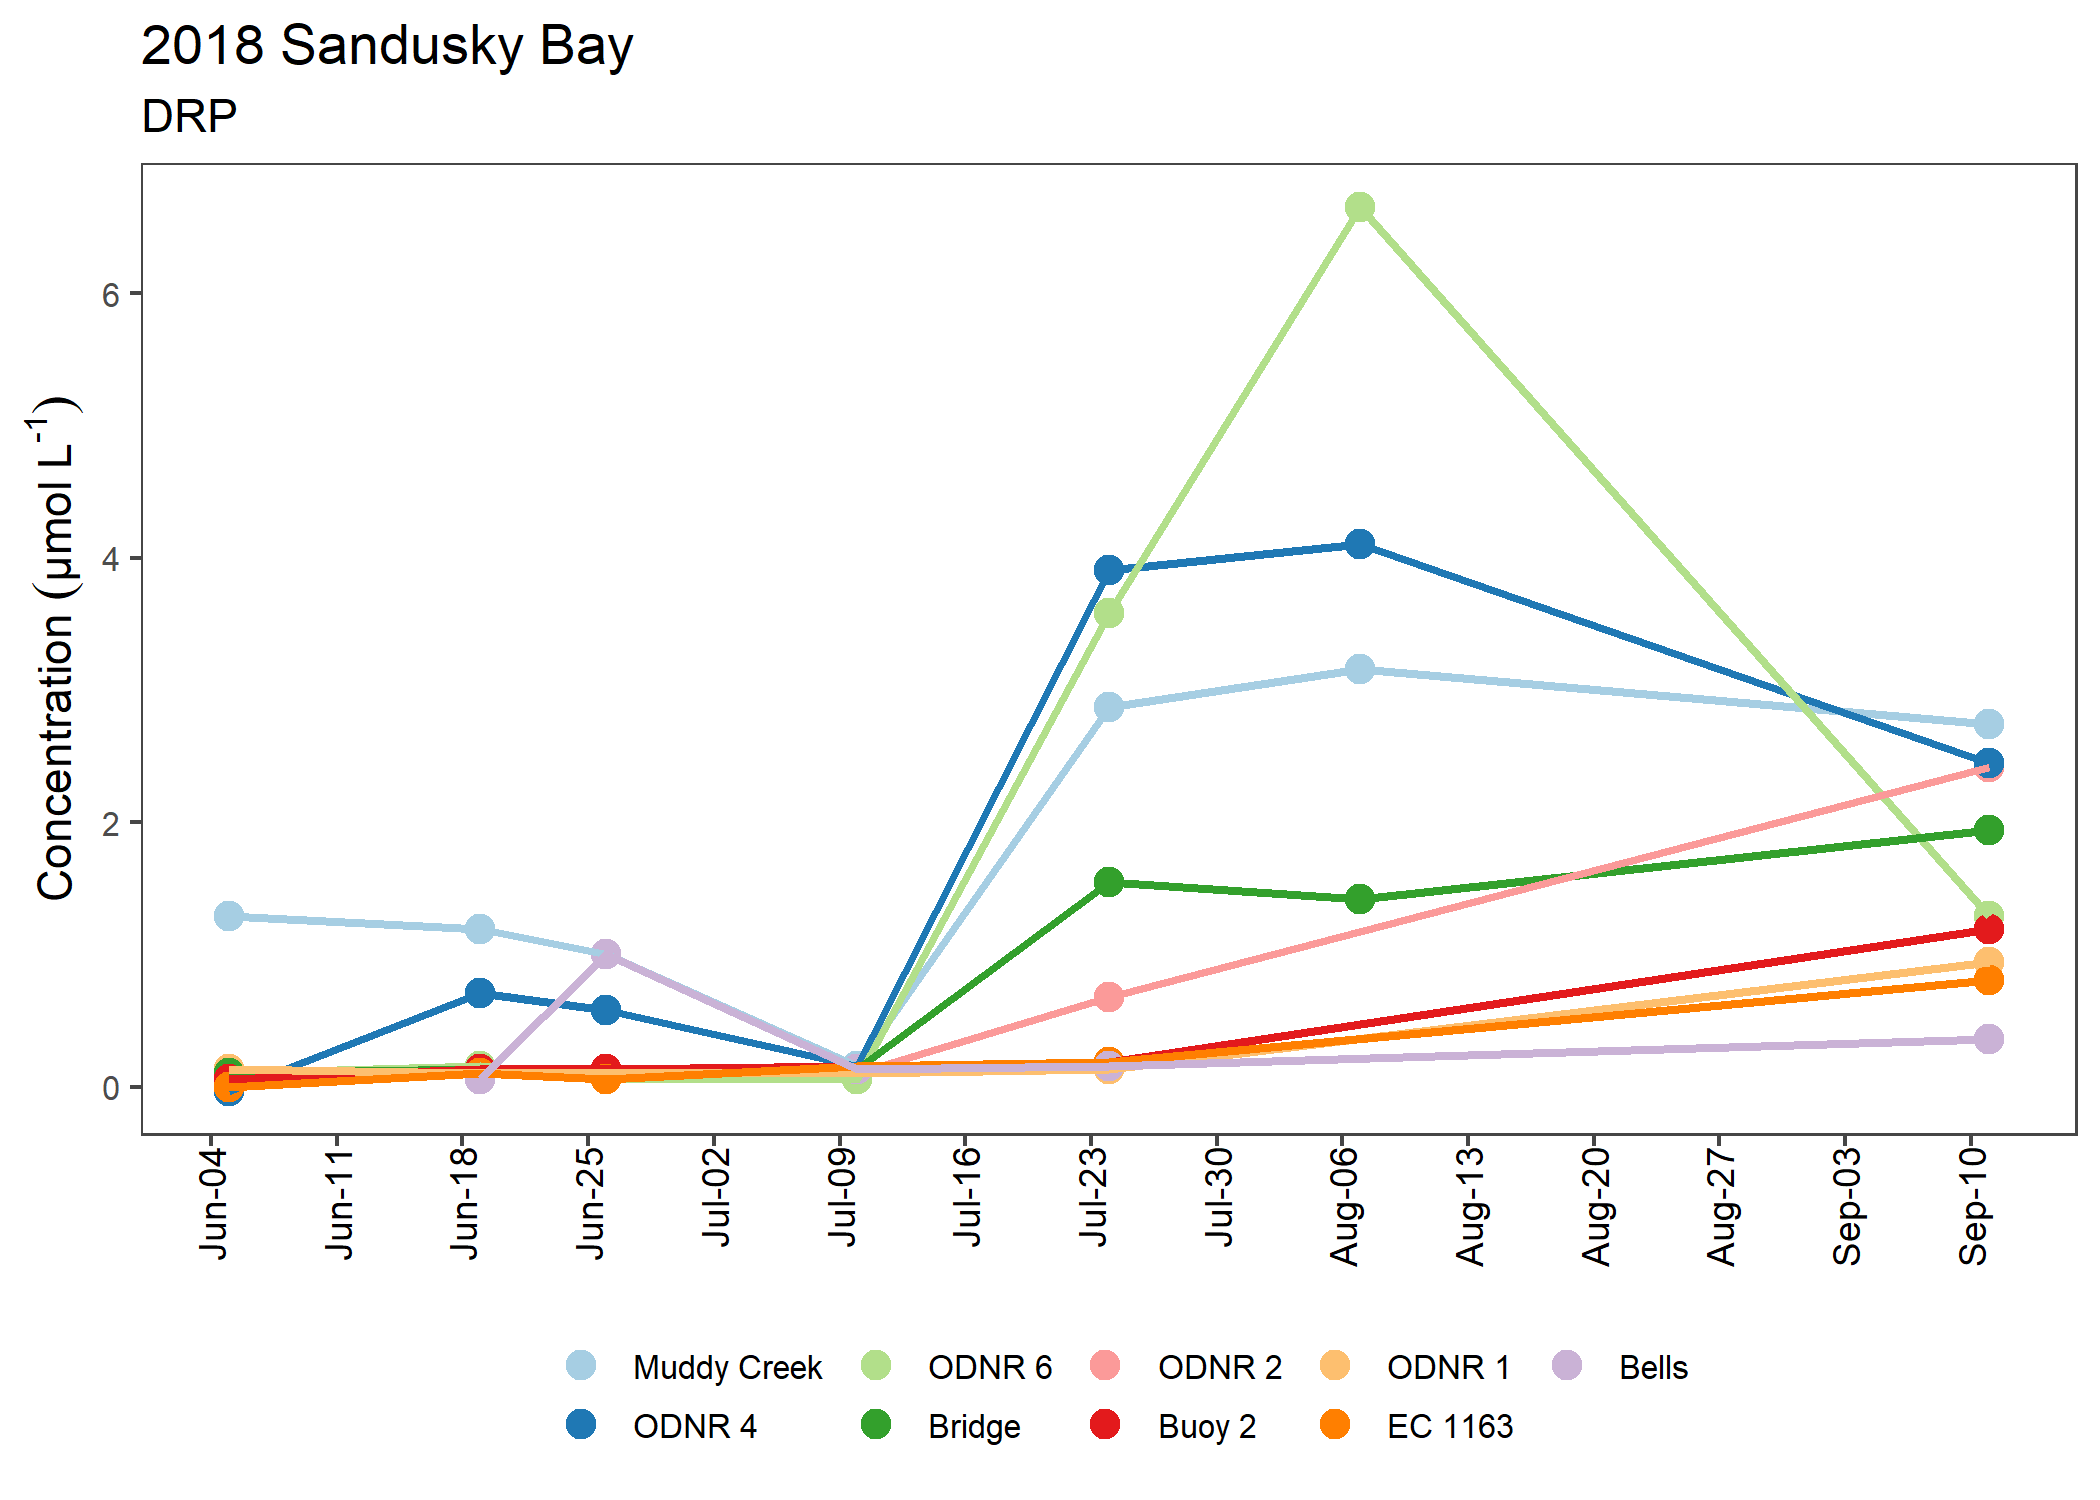 2018 Sandusky Bay
DRP
Concentration (µmol L⁻¹)
6
4
2
0
Jun-04
Jun-11
Jun-18
Jun-25
Jul-02
Jul-09
Jul-16
Jul-23
Jul-30
Aug-06
Aug-13
Aug-20
Aug-27
Sep-03
Sep-10
Muddy Creek ODNR 6 ODNR 2 ODNR 1 Bells
ODNR 4 Bridge Buoy 2 EC 1163